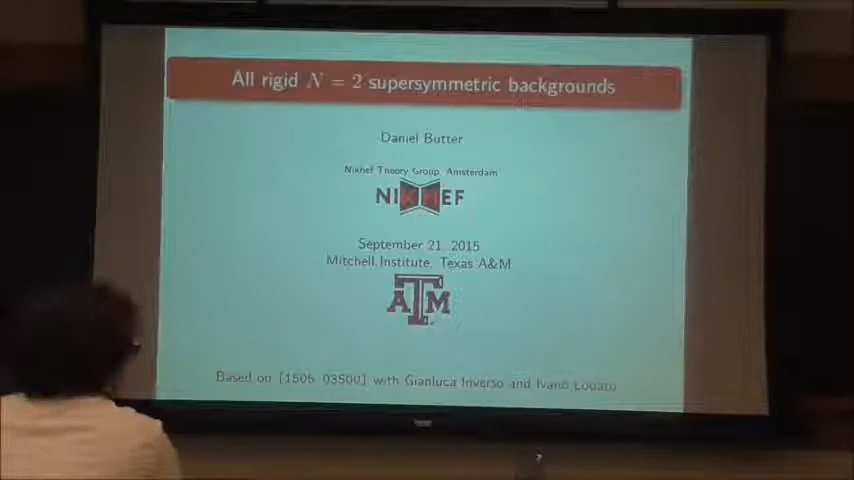 All rigid N = 2 supersymmetric backgrounds
Daniel Butter
Nikhef Theory Group, Amsterdam
NIKHEF
September 21, 2015
Mitchell Institute, Texas A&M
ATM
Based on [1505.03500] with Gianluca Inverso and Ivano Lodato